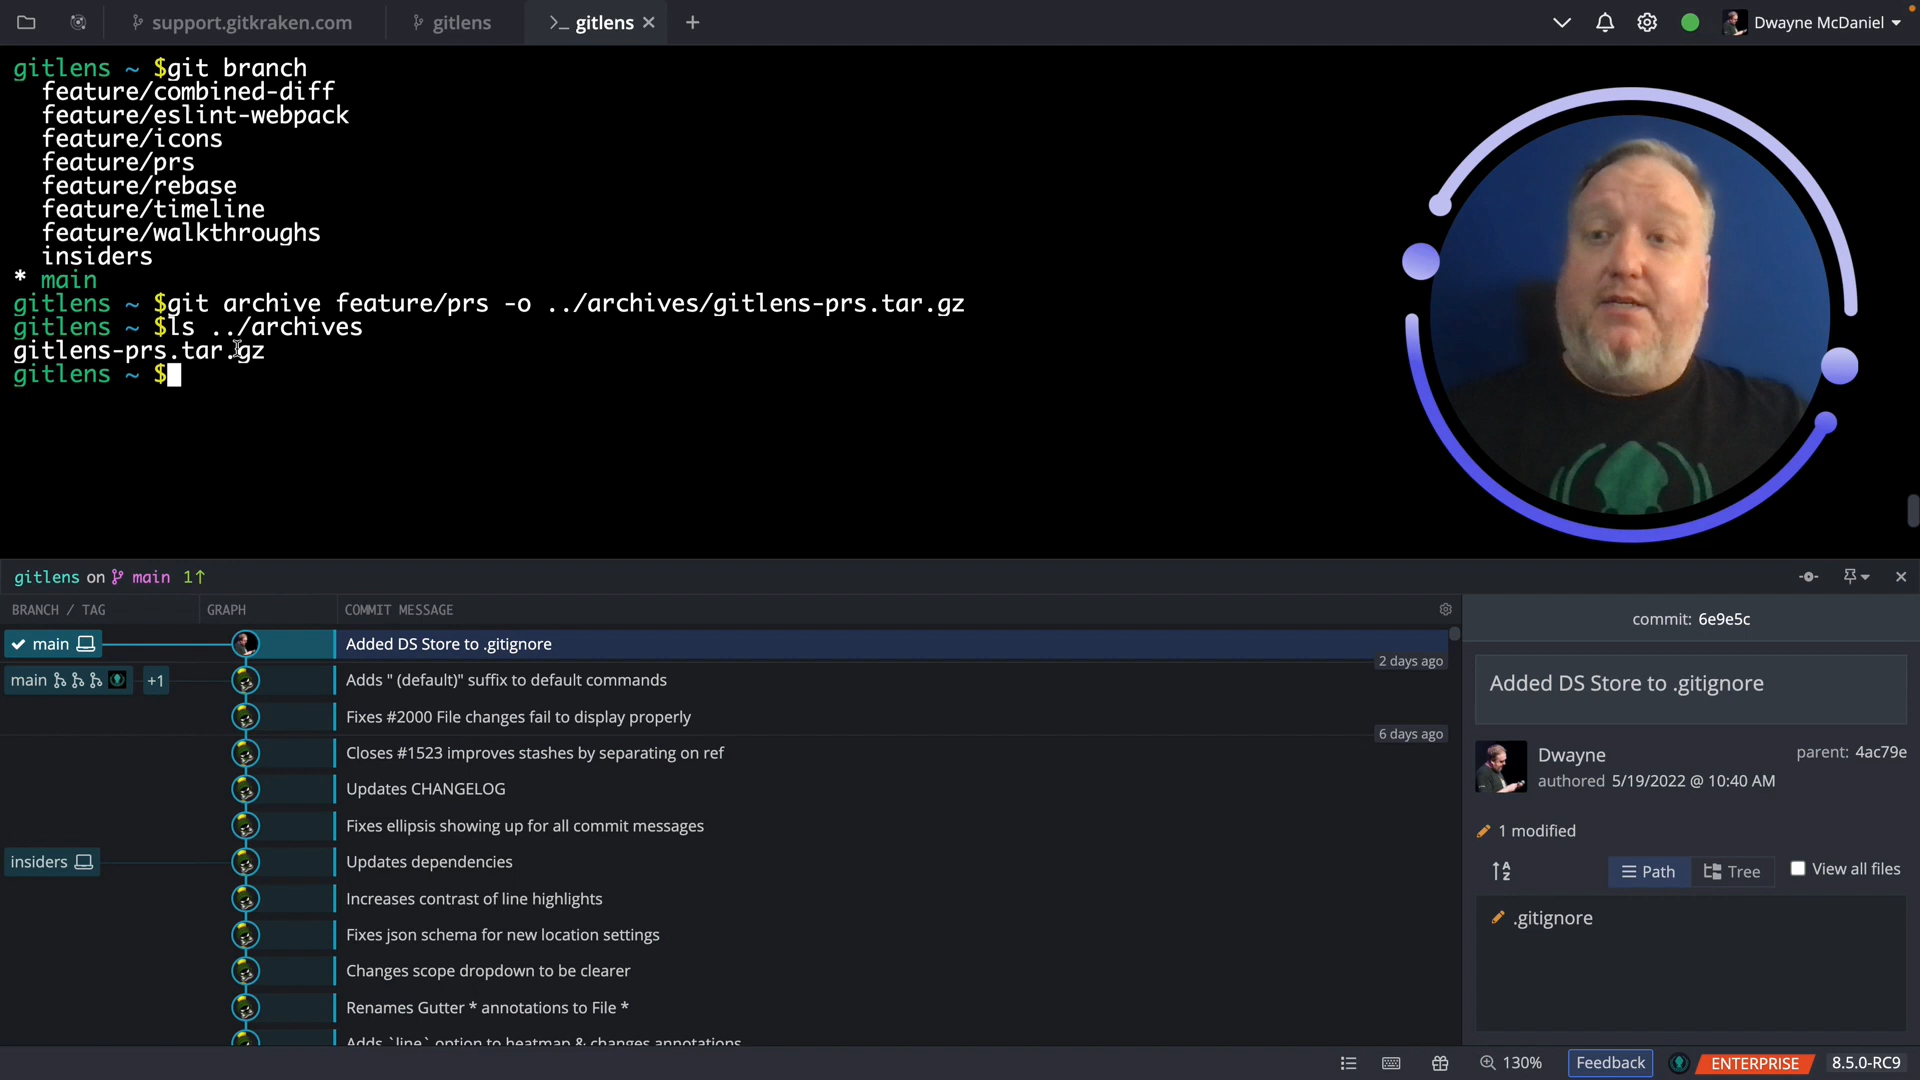 support.gitkraken.com
gitlens
gitlens
Dwayne McDaniel
gitlens ~ $git branch
feature/combined-diff
feature/eslint-webpack
feature/icons
feature/prs
feature/rebase
feature/timeline
feature/walkthroughs
insiders
* main
gitlens ~ $git archive feature/prs -o ../archives/gitlens-prs.tar.gz
gitlens ~ $ls ../archives
gitlens-prs.tar.gz
gitlens ~ $
gitlens on main 1↑
BRANCH / TAG GRAPH COMMIT MESSAGE
main Added DS Store to .gitignore
2 days ago
main +1 Adds " (default)" suffix to default commands
Fixes #2000 File changes fail to display properly
6 days ago
Closes #1523 improves stashes by separating on ref
Updates CHANGELOG
Fixes ellipsis showing up for all commit messages
insiders Updates dependencies
Increases contrast of line highlights
Fixes json schema for new location settings
Changes scope dropdown to be clearer
Renames Gutter * annotations to File *
Adds `line` option to heatmap & changes annotations
commit: 6e9e5c
Added DS Store to .gitignore
Dwayne
parent: 4ac79e
authored 5/19/2022 @ 10:40 AM
1 modified
A Z Path Tree View all files
.gitignore
130% Feedback ENTERPRISE 8.5.0-RC9